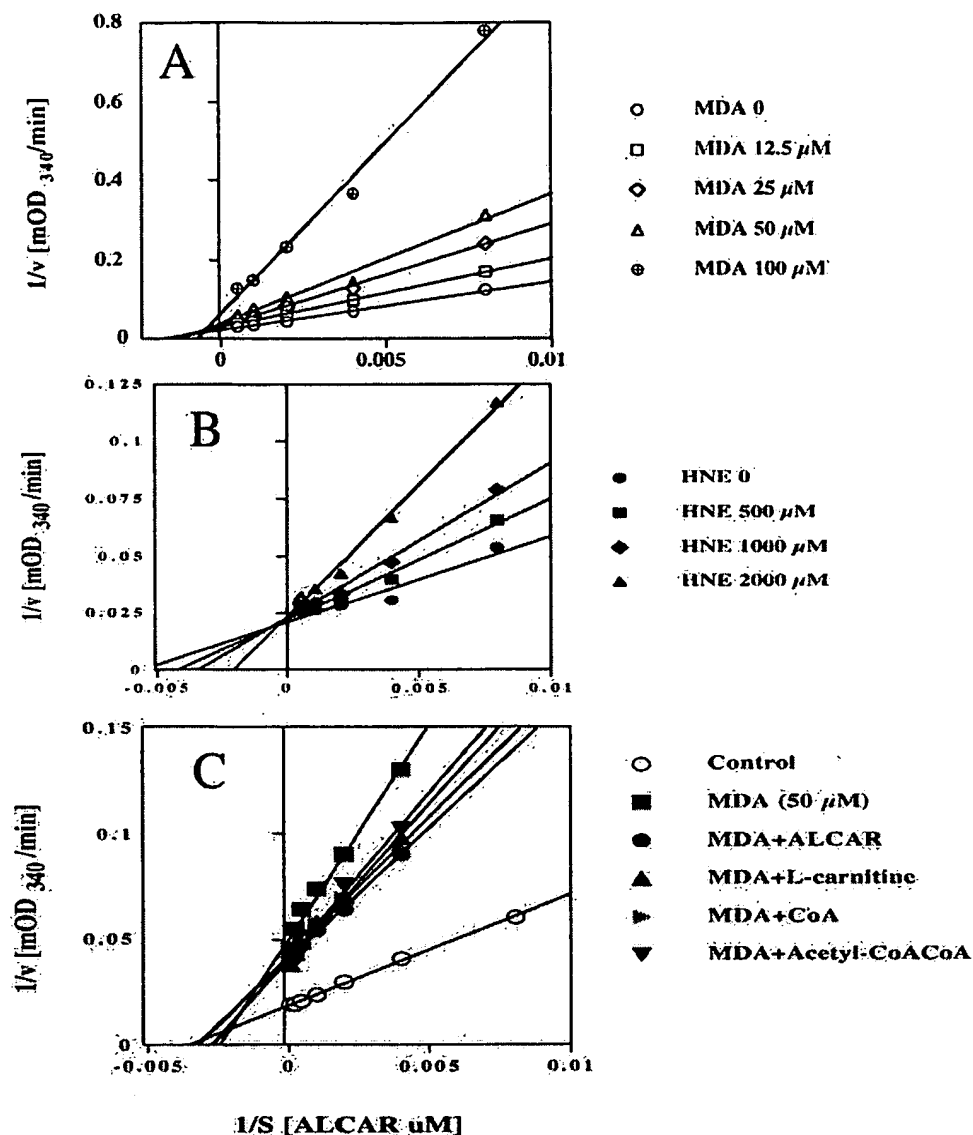 A
0.8
0.6
0.4
0.2
0
0
0.005
0.01
1/v [mOD 340/min]
MDA 0
MDA 12.5 µM
MDA 25 µM
MDA 50 µM
MDA 100 µM
B
0.125
0.1
0.075
0.05
0.025
0
-0.005
0
0.005
0.01
1/v [mOD 340/min]
HNE 0
HNE 500 µM
HNE 1000 µM
HNE 2000 µM
C
0.15
0.1
0.05
0
-0.005
0
0.005
0.01
1/v [mOD 340/min]
Control
MDA (50 µM)
MDA+ALCAR
MDA+L-carnitine
MDA+CoA
MDA+Acetyl-CoACoA
1/S [ALCAR uM]